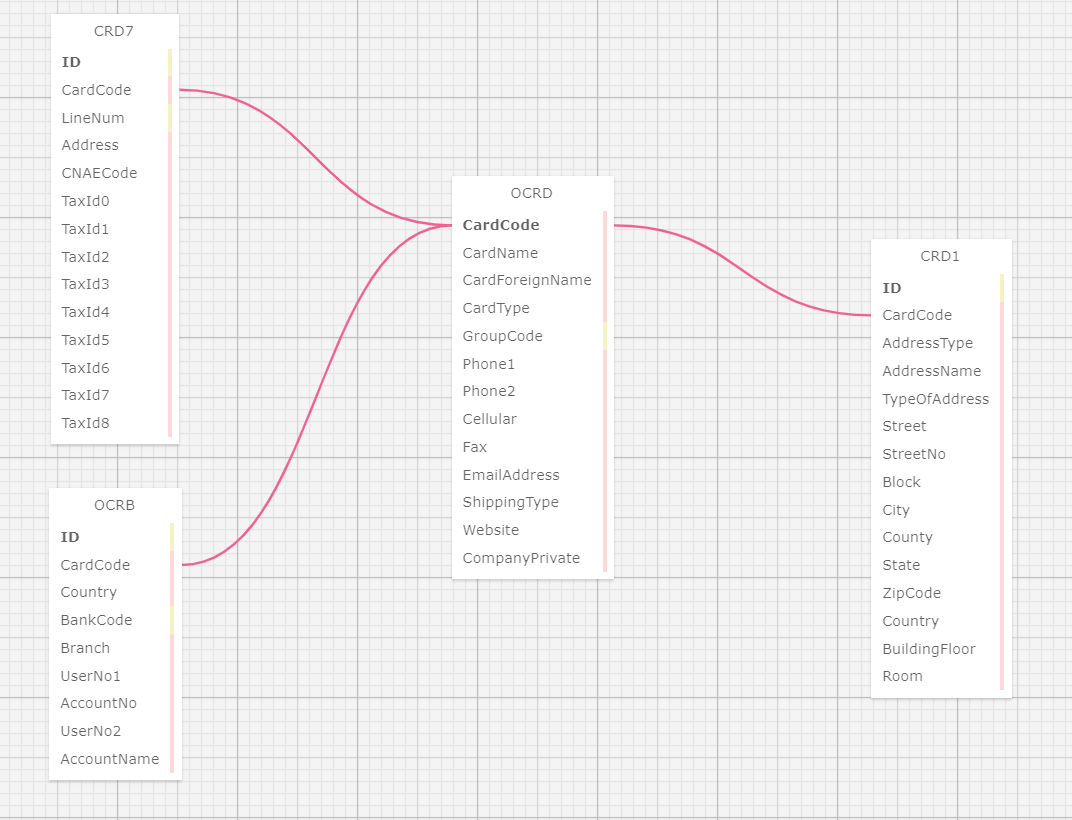 CRD7
ID
CardCode
LineNum
Address
CNAECode
TaxId0
TaxId1
TaxId2
TaxId3
TaxId4
TaxId5
TaxId6
TaxId7
TaxId8
OCRB
ID
CardCode
Country
BankCode
Branch
UserNo1
AccountNo
UserNo2
AccountName
OCRD
CardCode
CardName
CardForeignName
CardType
GroupCode
Phone1
Phone2
Cellular
Fax
EmailAddress
ShippingType
Website
CompanyPrivate
CRD1
ID
CardCode
AddressType
AddressName
TypeOfAddress
Street
StreetNo
Block
City
County
State
ZipCode
Country
BuildingFloor
Room